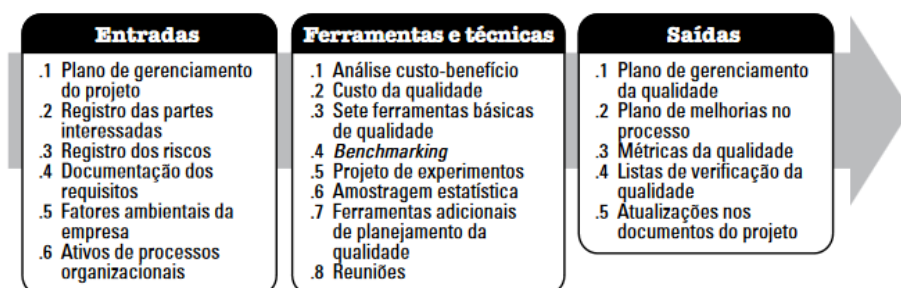 Entradas
.1 Plano de gerenciamento
do projeto
.2 Registro das partes
interessadas
.3 Registro dos riscos
.4 Documentação dos
requisitos
.5 Fatores ambientais da
empresa
.6 Ativos de processos
organizacionais
Ferramentas e técnicas
.1 Análise custo-benefício
.2 Custo da qualidade
.3 Sete ferramentas básicas
de qualidade
.4 Benchmarking
.5 Projeto de experimentos
.6 Amostragem estatística
.7 Ferramentas adicionais
de planejamento da
qualidade
.8 Reuniões
Saídas
.1 Plano de gerenciamento
da qualidade
.2 Plano de melhorias no
processo
.3 Métricas da qualidade
.4 Listas de verificação da
qualidade
.5 Atualizações nos
documentos do projeto